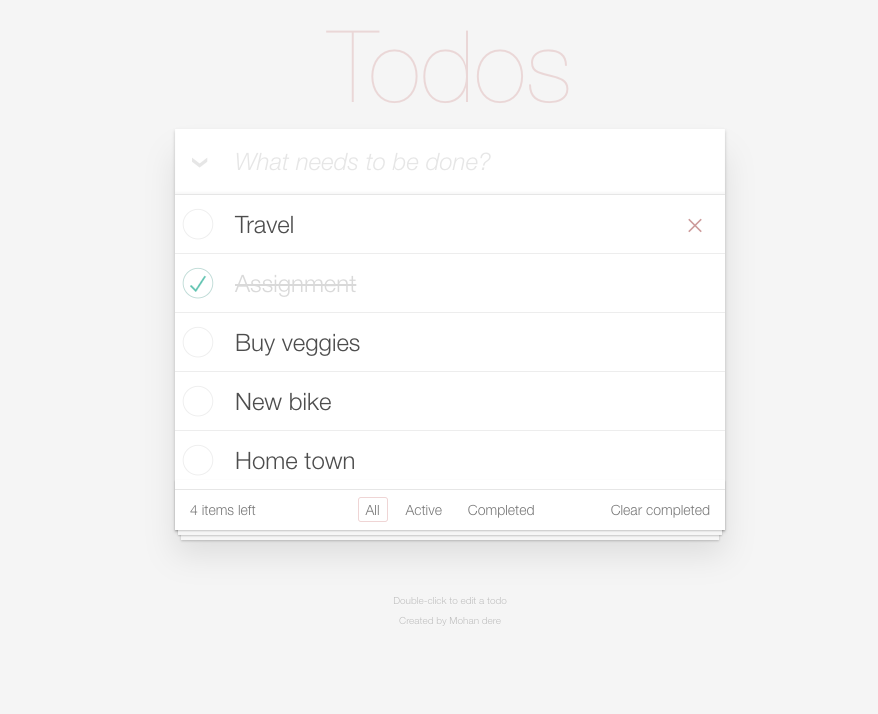 Todos
What needs to be done?
Travel
Assignment
Buy veggies
New bike
Home town
4 items left All Active Completed Clear completed
Double-click to edit a todo
Created by Mohan dere